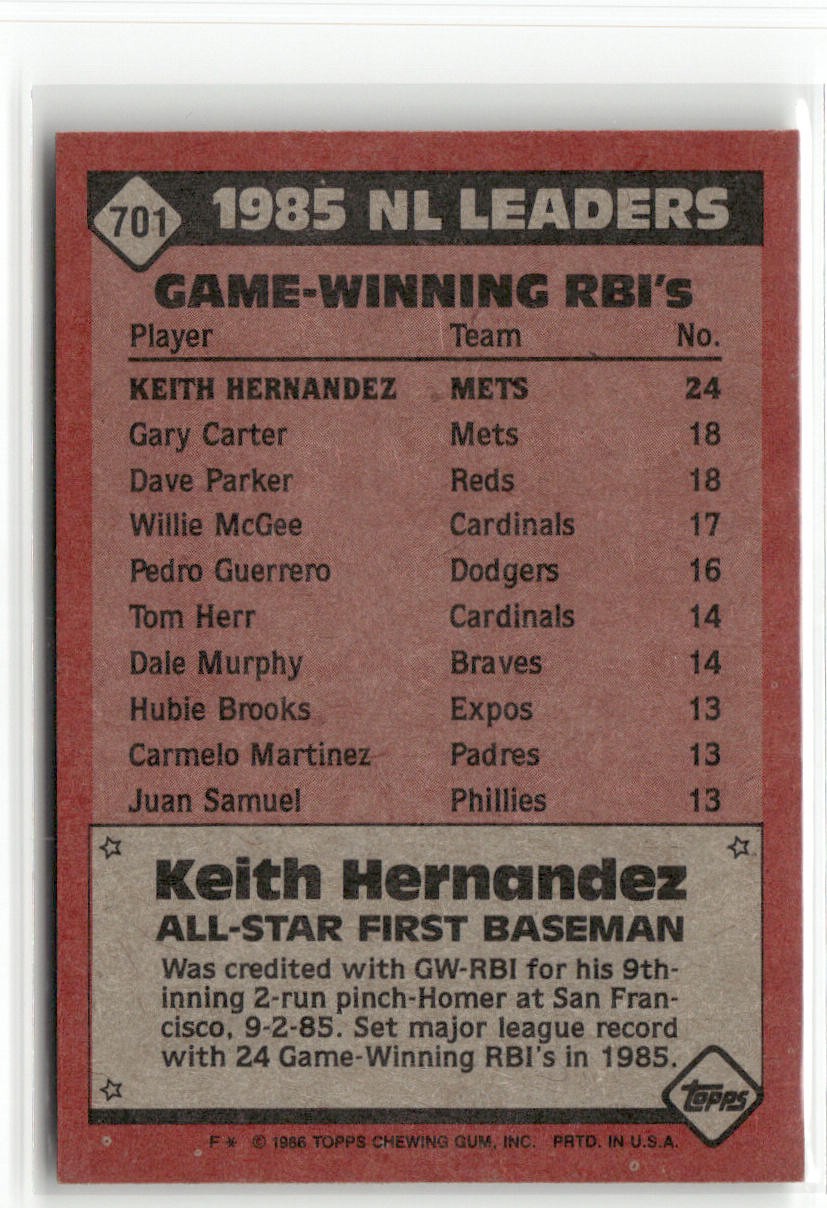 701 1985 NL LEADERS
GAME-WINNING RBI's
Player Team No.
KEITH HERNANDEZ METS 24
Gary Carter Mets 18
Dave Parker Reds 18
Willie McGee Cardinals 17
Pedro Guerrero Dodgers 16
Tom Herr Cardinals 14
Dale Murphy Braves 14
Hubie Brooks Expos 13
Carmelo Martinez Padres 13
Juan Samuel Phillies 13
Keith Hernandez
ALL-STAR FIRST BASEMAN
Was credited with GW-RBI for his 9th-
inning 2-run pinch-Homer at San Fran-
cisco, 9-2-85. Set major league record
with 24 Game-Winning RBI's in 1985.
topps
F * © 1986 TOPPS CHEWING GUM, INC. PRTD. IN U.S.A.